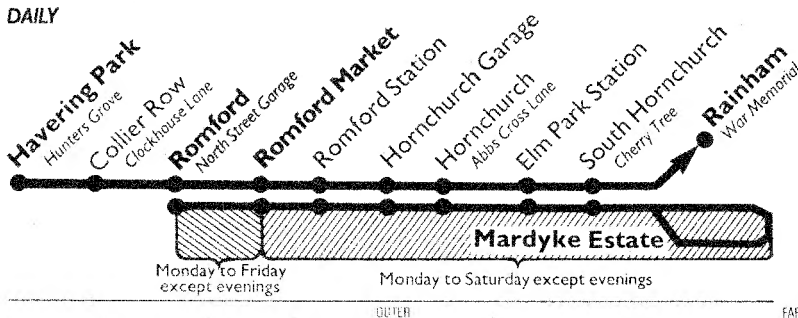 DAILY
Havering Park
Hunters Grove
Collier Row
Clockhouse Lane
Romford
North Street Garage
Romford Market
Romford Station
Hornchurch Garage
Hornchurch
Abbs Cross Lane
Elm Park Station
South Hornchurch
Cherry Tree
Rainham
War Memorial
Mardyke Estate
Monday to Friday
except evenings
Monday to Saturday except evenings
OUTER